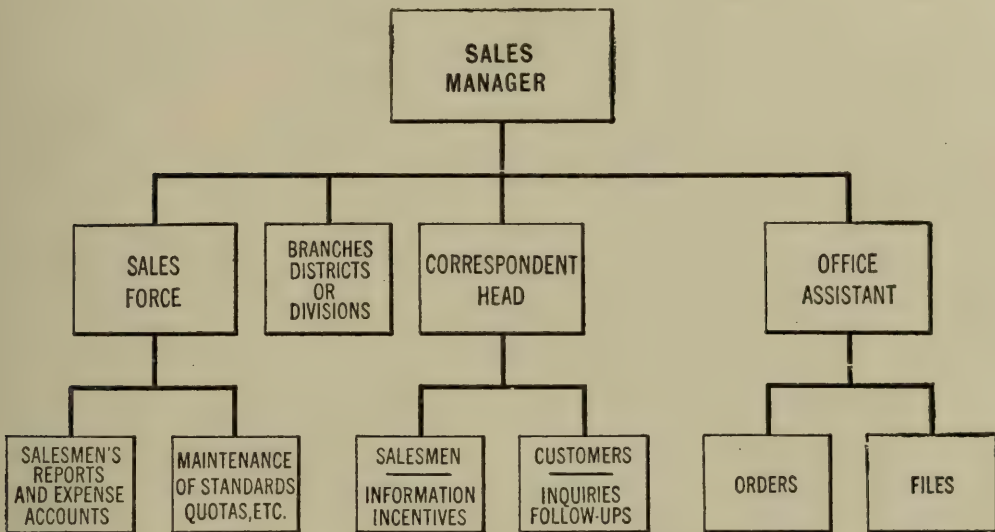 SALES
MANAGER
SALES
FORCE
BRANCHES
DISTRICTS
OR
DIVISIONS
CORRESPONDENT
HEAD
OFFICE
ASSISTANT
SALESMEN'S
REPORTS
AND EXPENSE
ACCOUNTS
MAINTENANCE
OF STANDARDS
QUOTAS, ETC.
SALESMEN
INFORMATION
INCENTIVES
CUSTOMERS
INQUIRIES
FOLLOW-UPS
ORDERS
FILES